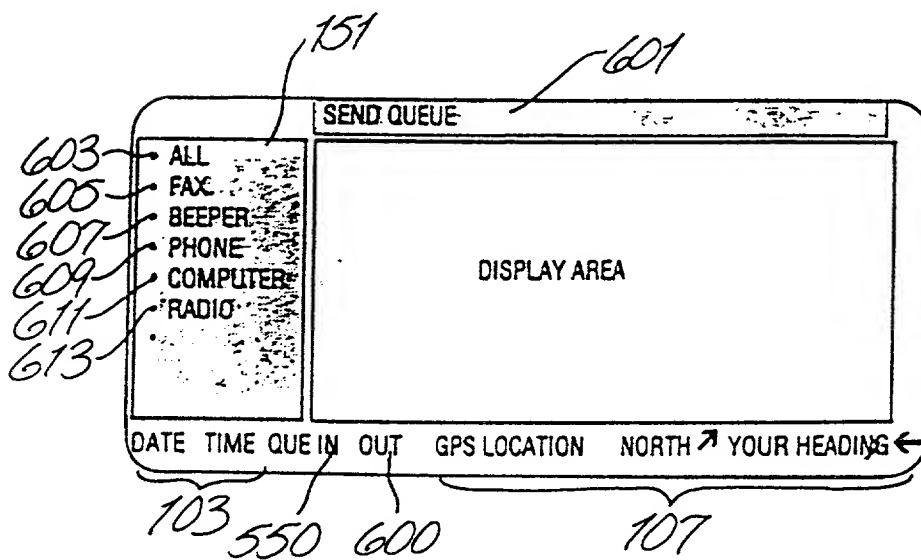 151
601
SEND QUEUE
603 ALL
605 FAX
607 BEEPER
609 PHONE
611 COMPUTER
613 RADIO
DISPLAY AREA
DATE TIME QUE IN OUT GPS LOCATION NORTH ↗ YOUR HEADING ←
103 550 600 107